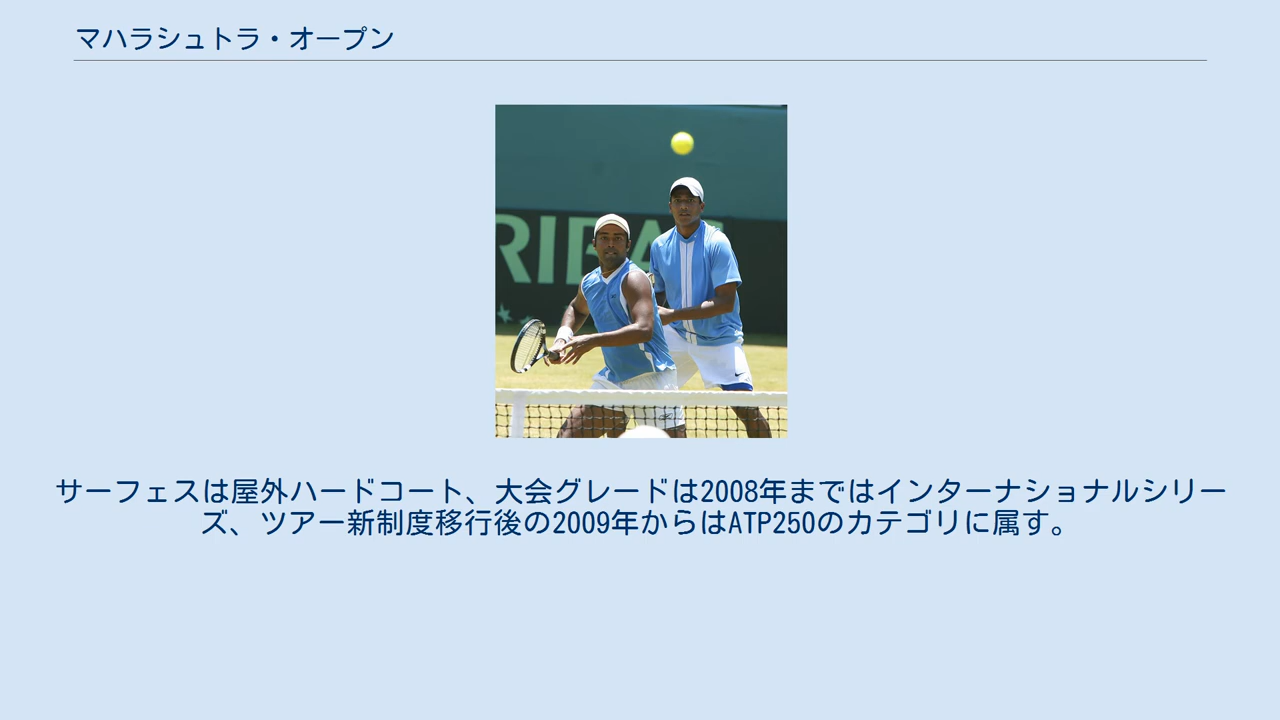 マハラシュトラ・オープン
サーフェスは屋外ハードコート、大会グレードは2008年まではインターナショナルシリー
ズ、ツアー新制度移行後の2009年からはATP250のカテゴリに属す。